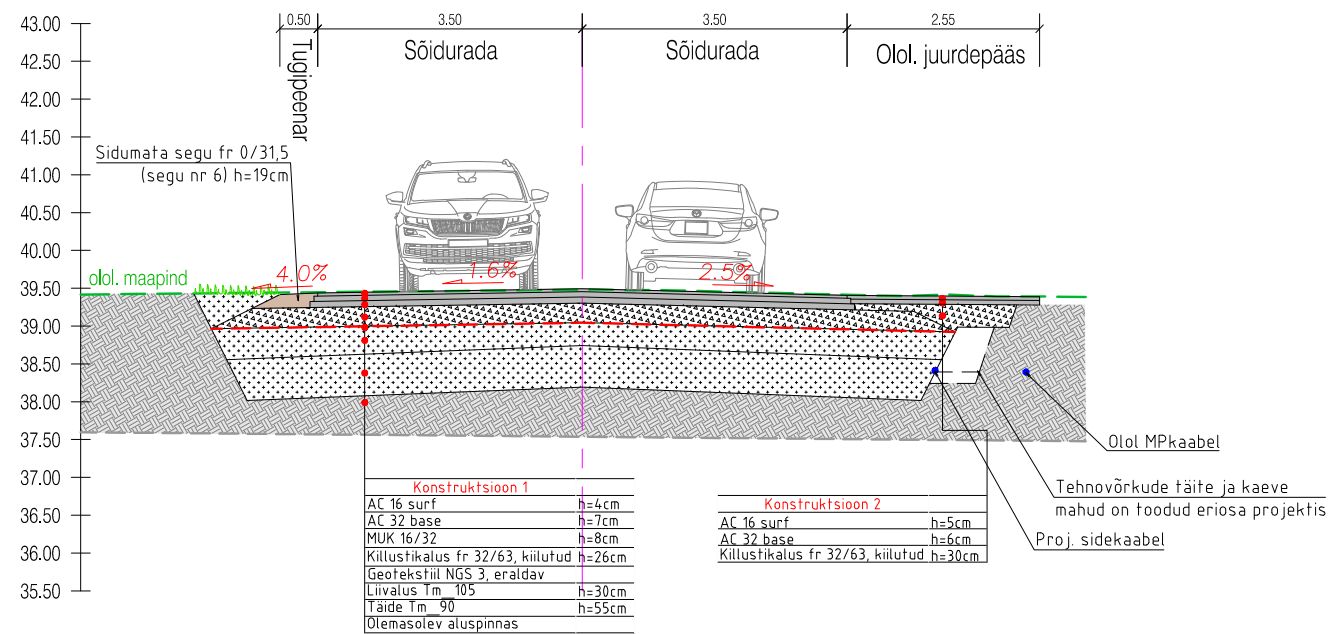 43.00
42.50
42.00
41.50
41.00
40.50
40.00
39.50
39.00
38.50
38.00
37.50
37.00
36.50
36.00
35.50
0.50
3.50
3.50
2.55
Tugipeenar
Sõidurada
Sõidurada
Olol. juurdepääs
Sidumata segu fr 0/31,5
(segu nr 6) h=19cm
olol. maapind
4.0%
1.6%
2.5%
Olol MPkaabel
Tehnovõrkude täite ja kaeve
mahud on toodud eriosa projektis
Proj. sidekaabel
Konstruktsioon 1
AC 16 surf h=4cm
AC 32 base h=7cm
MUK 16/32 h=8cm
Killustikalus fr 32/63, kiilutud h=26cm
Geotekstiil NGS 3, eraldav
Liivalus Tm_105 h=30cm
Täide Tm_90 h=55cm
Olemasolev aluspinnas
Konstruktsioon 2
AC 16 surf h=5cm
AC 32 base h=6cm
Killustikalus fr 32/63, kiilutud h=30cm